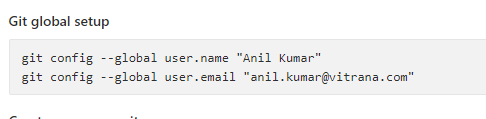 Git global setup
git config --global user.name "Anil Kumar"
git config --global user.email "anil.kumar@vitrana.com"